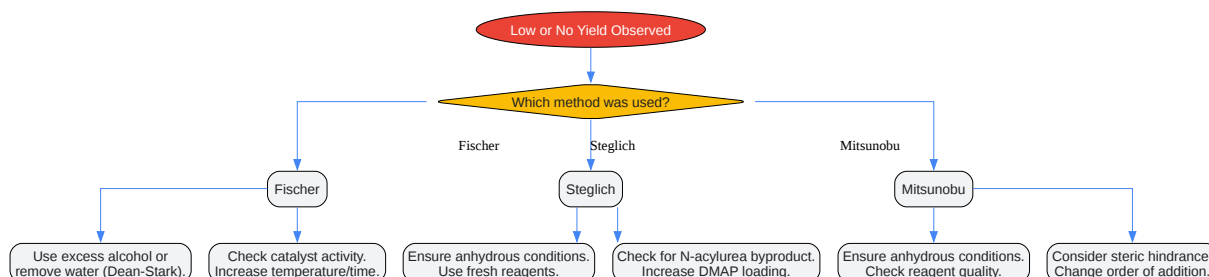 Low or No Yield Observed
Which method was used?
Fischer
Steglich
Mitsunobu
Fischer
Steglich
Mitsunobu
Use excess alcohol or
remove water (Dean-Stark).
Check catalyst activity.
Increase temperature/time.
Ensure anhydrous conditions.
Use fresh reagents.
Check for N-acylurea byproduct.
Increase DMAP loading.
Ensure anhydrous conditions.
Check reagent quality.
Consider steric hindrance.
Change order of addition.